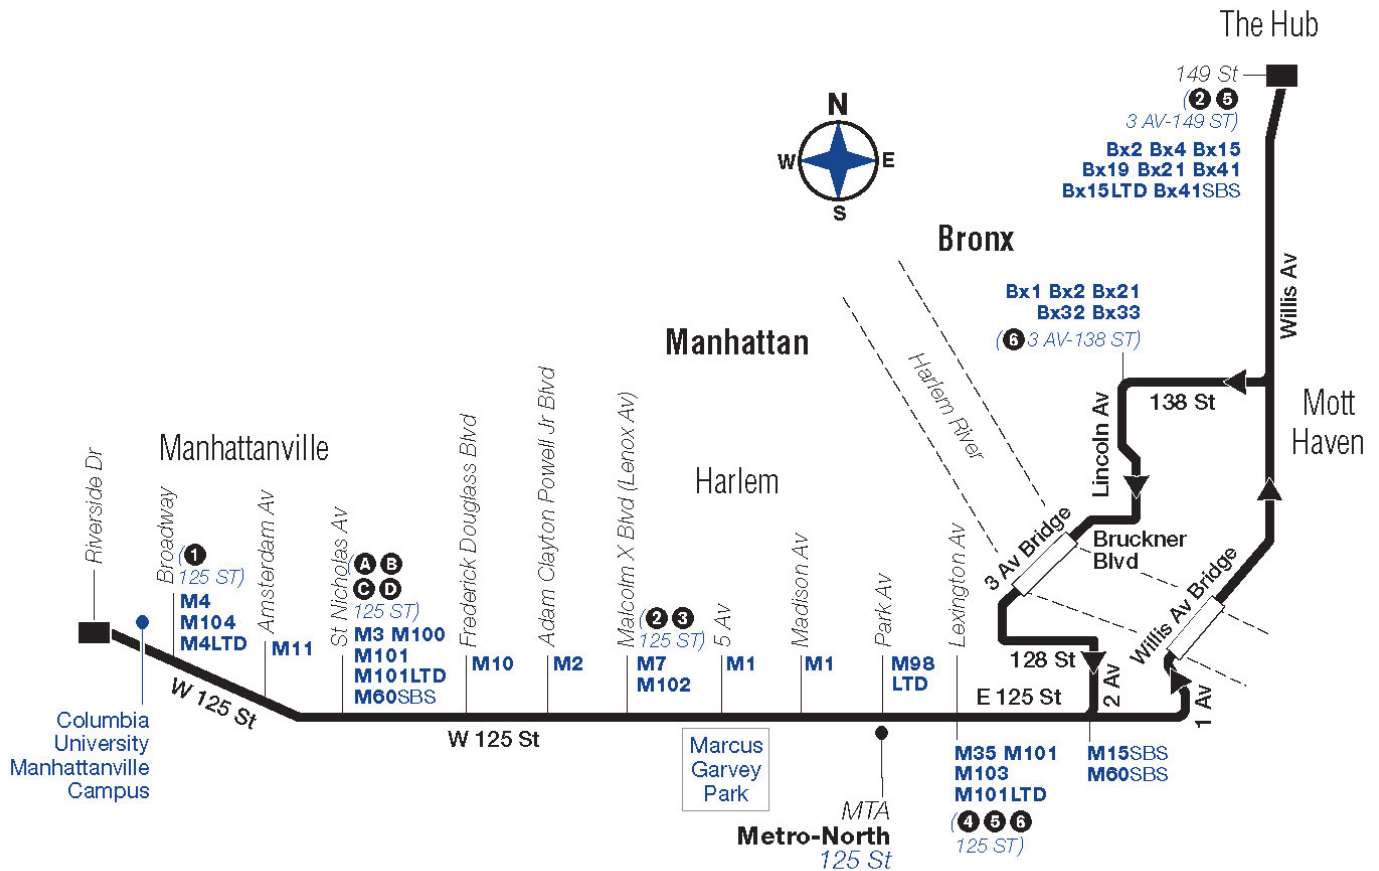 The Hub
149 St
(2 5
3 AV-149 ST)
Bx2 Bx4 Bx15
Bx19 Bx21 Bx41
Bx15LTD Bx41SBS
N
W
E
S
Bronx
Manhattan
Bx1 Bx2 Bx21
Bx32 Bx33
(6 3 AV-138 ST)
Harlem River
Willis Av
138 St
Lincoln Av
Mott
Haven
Bruckner
Blvd
3 Av Bridge
Willis Av Bridge
128 St
2 Av
1 Av
E 125 St
Manhattanville
Harlem
Riverside Dr
Broadway
(1
125 ST)
M4
M104
M4LTD
Amsterdam Av
M11
St Nicholas Av
(A B
C D
125 ST)
M3 M100
M101
M101LTD
M60SBS
Frederick Douglass Blvd
M10
Adam Clayton Powell Jr Blvd
M2
Malcolm X Blvd (Lenox Av)
(2 3
125 ST)
M7
M102
5 Av
M1
Madison Av
M1
Park Av
M98
LTD
Lexington Av
W 125 St
W 125 St
Columbia
University
Manhattanville
Campus
Marcus
Garvey
Park
MTA
Metro-North
125 St
M35 M101
M103
M101LTD
(4 5 6
125 ST)
M15SBS
M60SBS